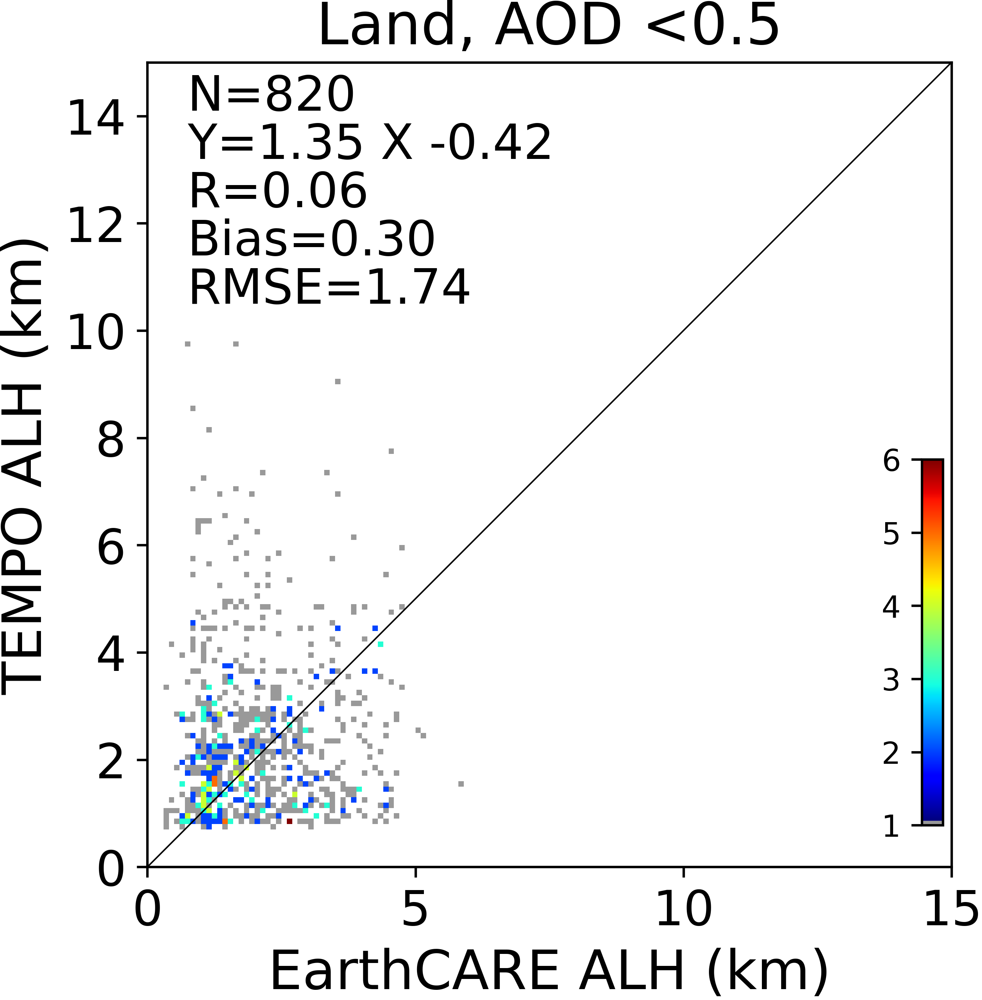 Land, AOD <0.5
N=820
Y=1.35 X -0.42
R=0.06
Bias=0.30
RMSE=1.74
TEMPO ALH (km)
14
12
10
8
6
4
2
0
6
5
4
3
2
1
0 5 10 15
EarthCARE ALH (km)